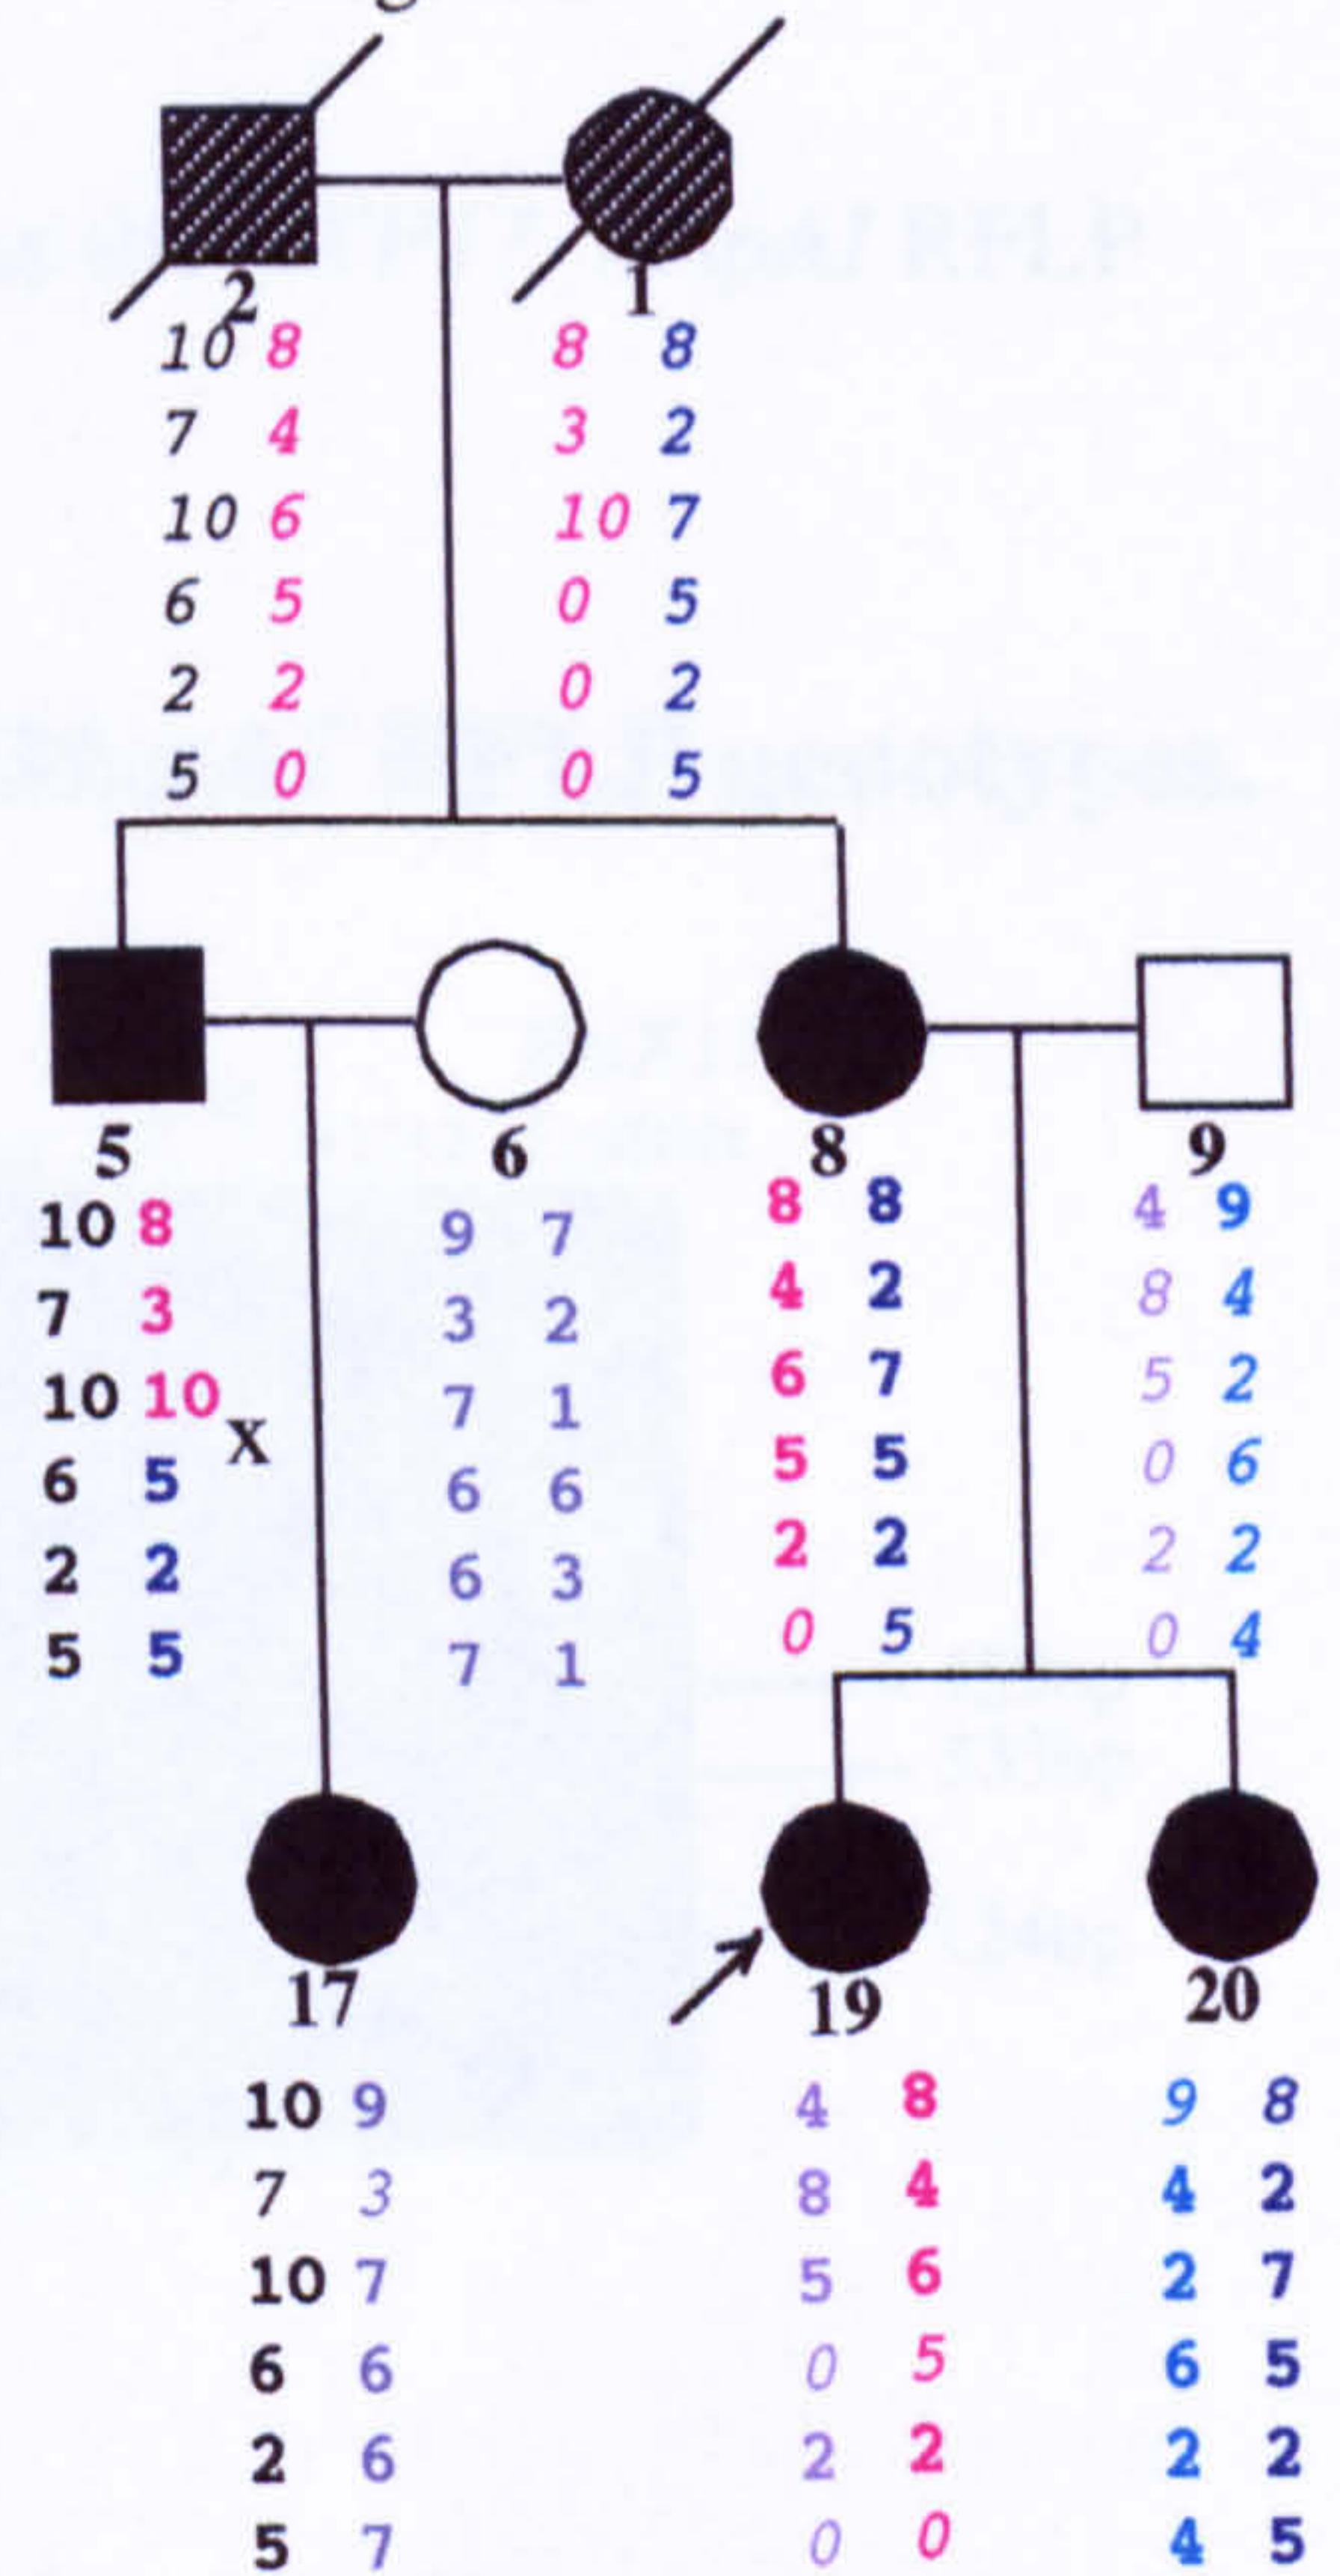 2 1
10 8 8 8
7 4 3 2
10 6 10 7
6 5 0 5
2 2 0 2
5 0 0 5
5 6 8 9
10 8 9 7 8 8 4 9
7 3 3 2 4 2 8 4
10 10 7 1 6 7 5 2
X
6 5 6 6 5 5 0 6
2 2 6 3 2 2 2 2
5 5 7 1 0 5 0 4
17 19 20
10 9 4 8 9 8
7 3 8 4 4 2
10 7 5 6 2 7
6 6 0 5 6 5
2 6 2 2 2 2
5 7 0 0 4 5